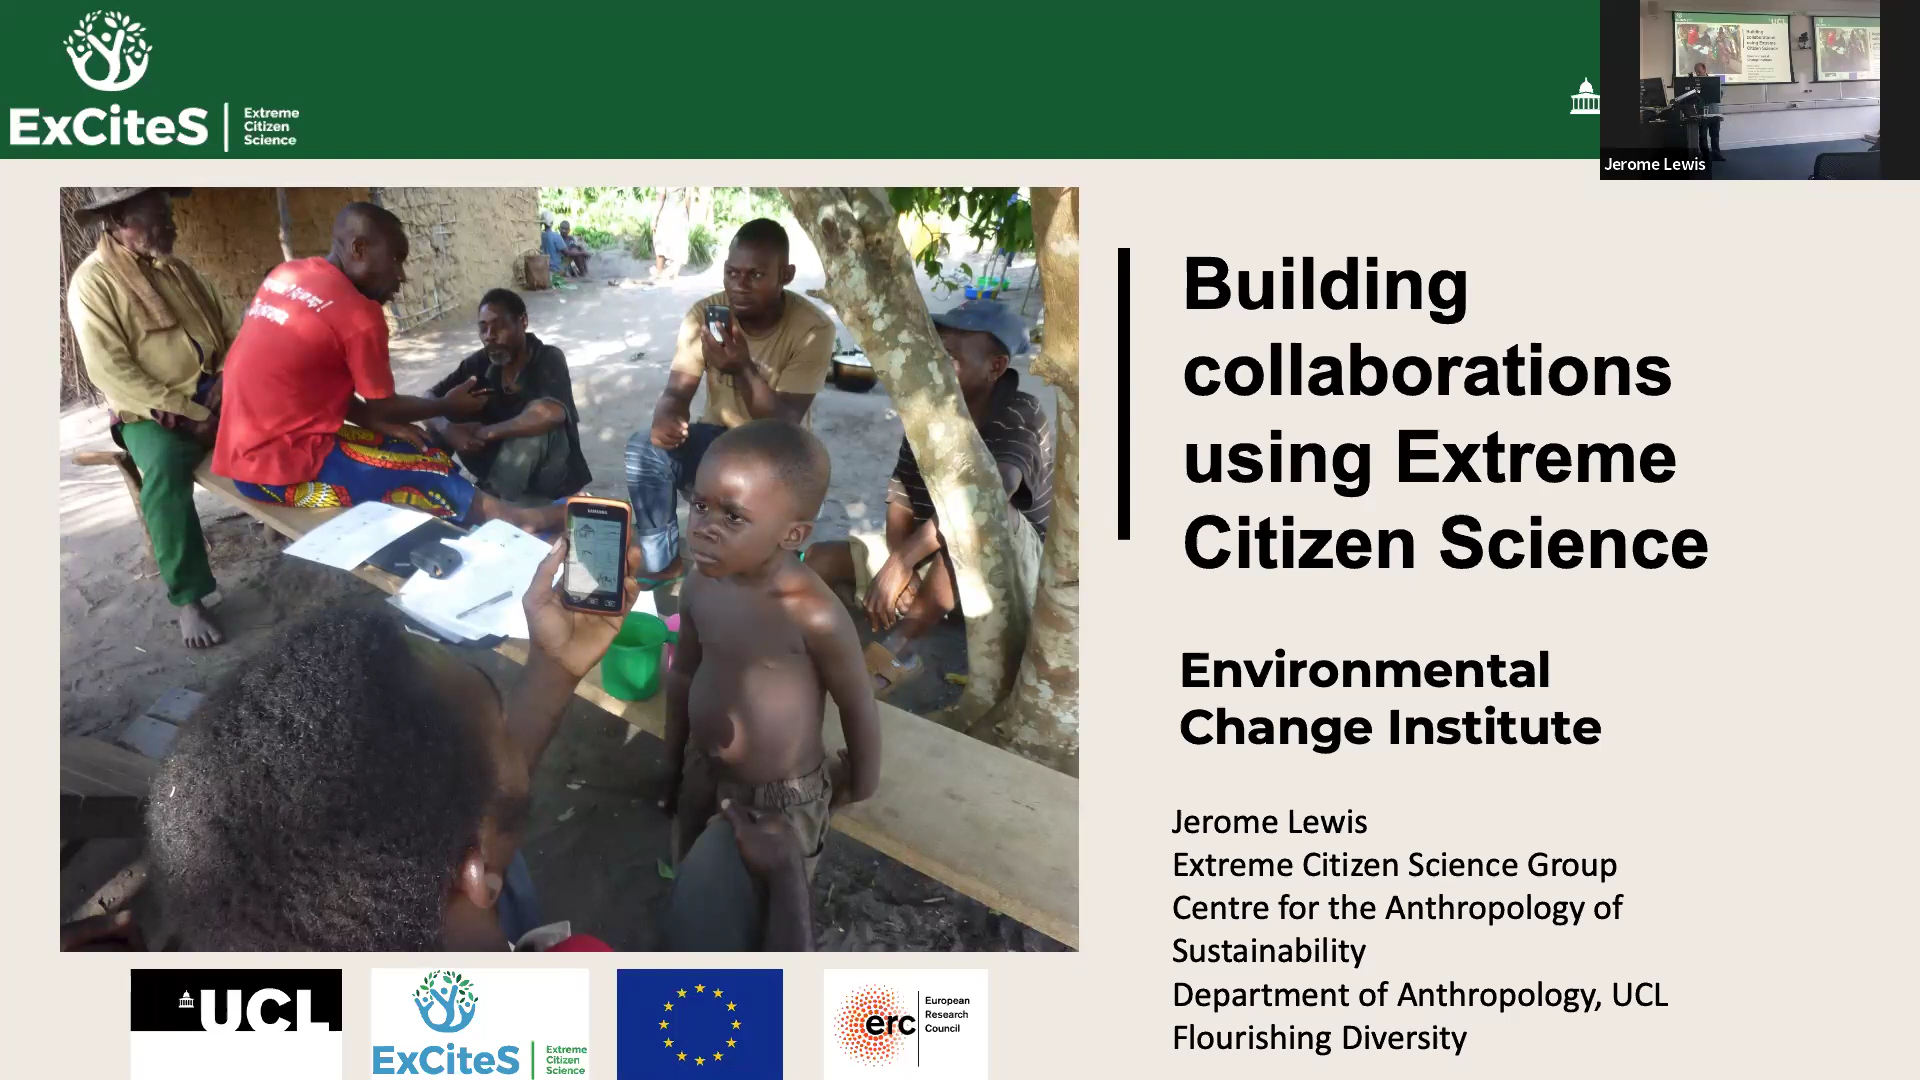 ExCiteS
Extreme
Citizen
Science
Jerome Lewis
Building
collaborations
using Extreme
Citizen Science
Environmental
Change Institute
Jerome Lewis
Extreme Citizen Science Group
Centre for the Anthropology of
Sustainability
Department of Anthropology, UCL
Flourishing Diversity
SAMSUNG
UCL
ExCiteS
Extreme
Citizen
Science
erc
European
Research
Council